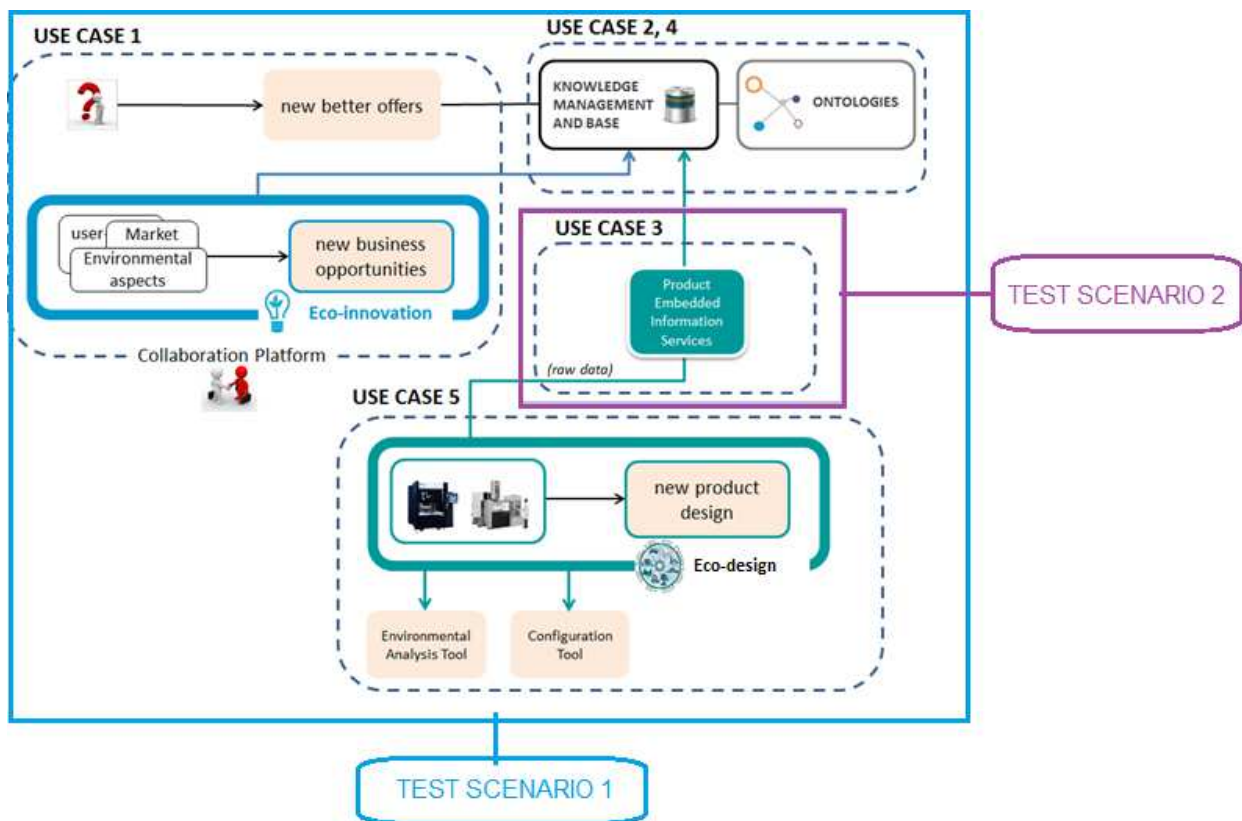 USE CASE 1
USE CASE 2, 4
new better offers
KNOWLEDGE
MANAGEMENT
AND BASE
ONTOLOGIES
user
Market
Environmental
aspects
new business
opportunities
Eco-innovation
Collaboration Platform
USE CASE 3
Product
Embedded
Information
Services
(raw data)
TEST SCENARIO 2
USE CASE 5
new product
design
Eco-design
Environmental
Analysis Tool
Configuration
Tool
TEST SCENARIO 1